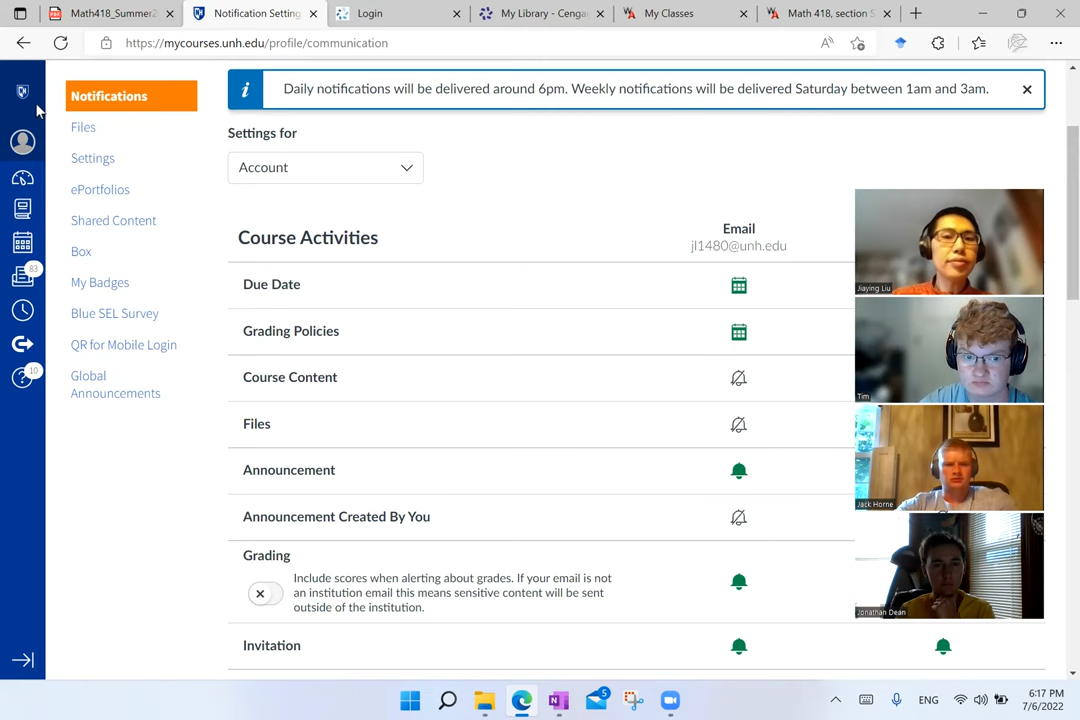 Math418_Summer2
Notification Setting
Login
My Library - Cenga
My Classes
Math 418, section S
https://mycourses.unh.edu/profile/communication
Notifications
Files
Settings
ePortfolios
Shared Content
Box
My Badges
Blue SEL Survey
QR for Mobile Login
Global
Announcements
83
10
Daily notifications will be delivered around 6pm. Weekly notifications will be delivered Saturday between 1am and 3am.
Settings for
Account
Course Activities
Email
jl1480@unh.edu
Due Date
Grading Policies
Course Content
Files
Announcement
Announcement Created By You
Grading
Include scores when alerting about grades. If your email is not
an institution email this means sensitive content will be sent
outside of the institution.
Invitation
Jiaying Liu
Tim
Jack Horne
Jonathan Dean
5
ENG
6:17 PM
7/6/2022